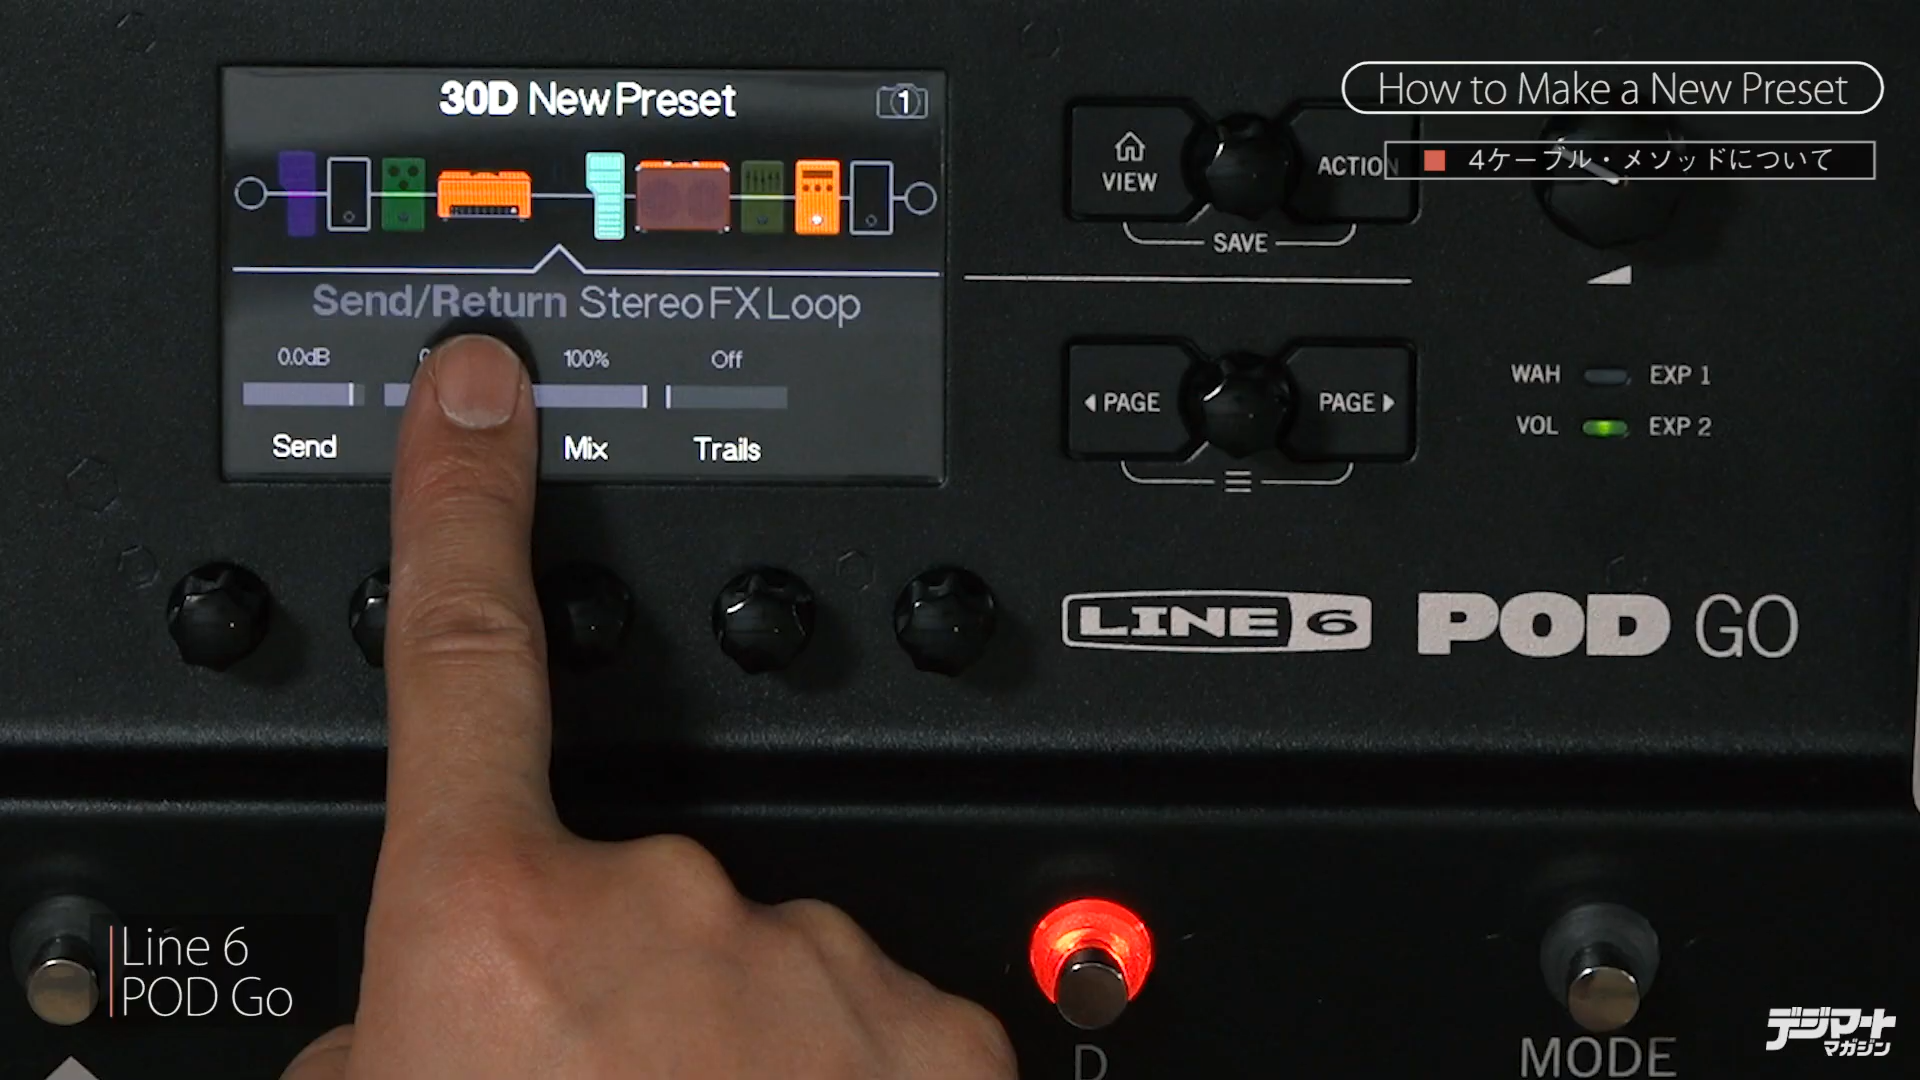 30D New Preset
1
Send/Return Stereo FX Loop
0.0dB
100%
Off
Send
Mix
Trails
VIEW
ACTION
SAVE
PAGE
PAGE
WAH
EXP 1
VOL
EXP 2
LINE 6
POD GO
How to Make a New Preset
4ケーブル・メソッドについて
Line 6
POD Go
D
MODE
デジマート
マガジン